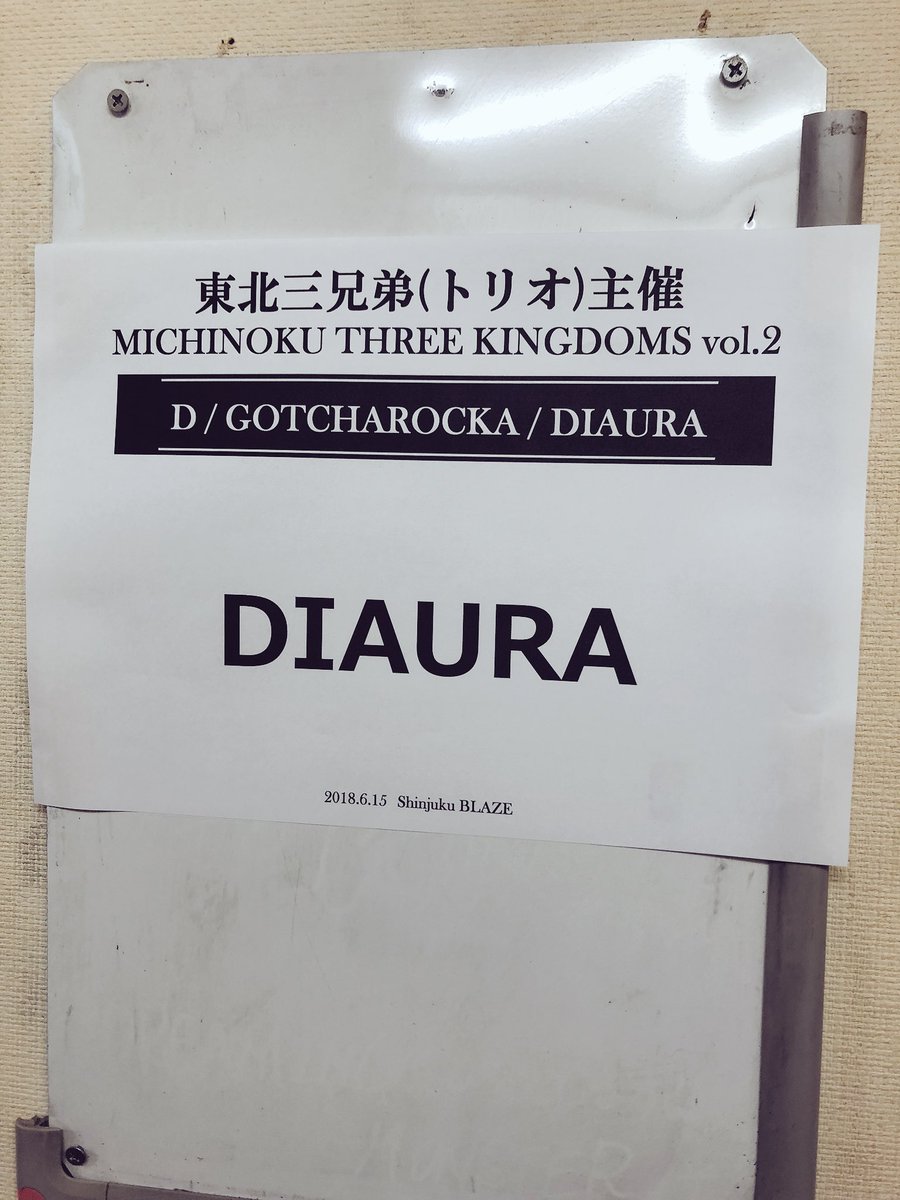 東北三兄弟(トリオ)主催
MICHINOKU THREE KINGDOMS vol.2
D / GOTCHAROCKA / DIAURA
DIAURA
2018.6.15 Shinjuku BLAZE